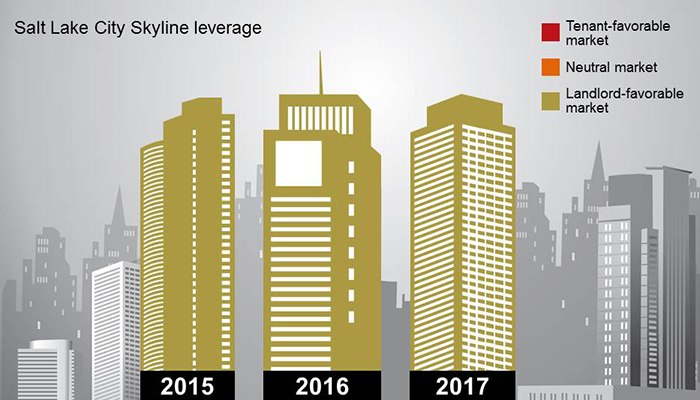 Salt Lake City Skyline leverage
Tenant-favorable
market
Neutral market
Landlord-favorable
market
2015
2016
2017